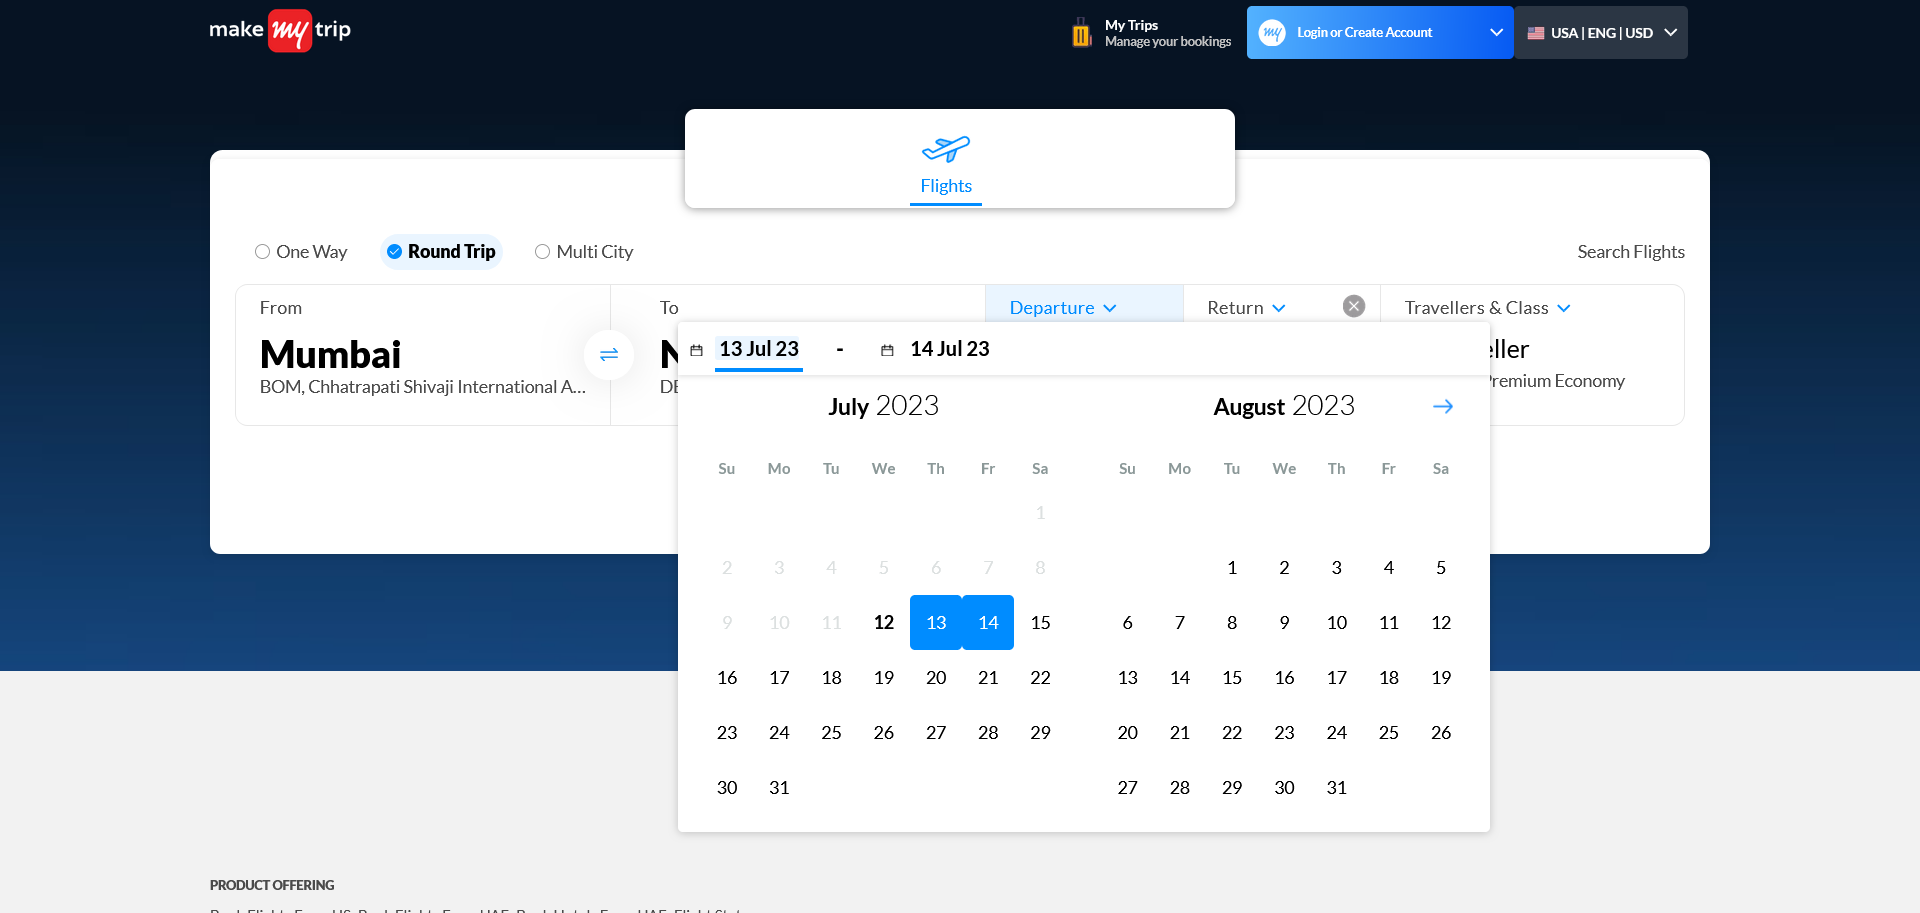 make my trip
My Trips
Manage your bookings
my
Login or Create Account
USA | ENG | USD
Flights
One Way
Round Trip
Multi City
Search Flights
From
To
Departure
Return
Travellers & Class
Mumbai
BOM, Chhatrapati Shivaji International A...
13 Jul 23 - 14 Jul 23
Premium Economy
July 2023
Su Mo Tu We Th Fr Sa
1
2 3 4 5 6 7 8
9 10 11 12 13 14 15
16 17 18 19 20 21 22
23 24 25 26 27 28 29
30 31
August 2023
Su Mo Tu We Th Fr Sa
1 2 3 4 5
6 7 8 9 10 11 12
13 14 15 16 17 18 19
20 21 22 23 24 25 26
27 28 29 30 31
PRODUCT OFFERING